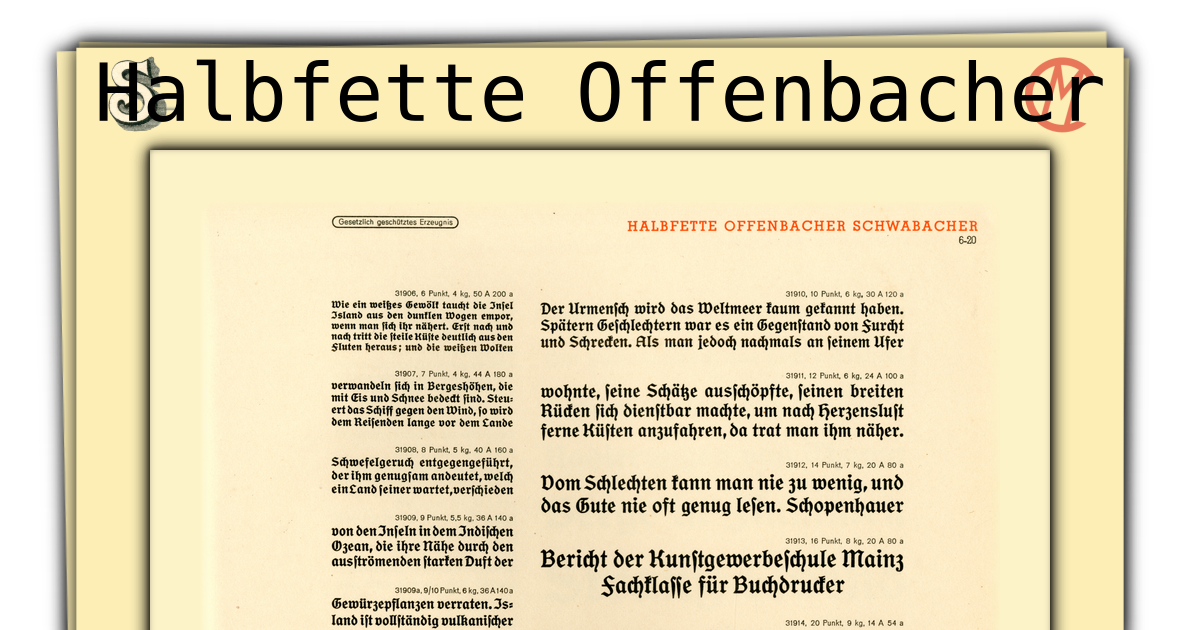 Halbfette Offenbacher
Gesetzlich geschütztes Erzeugnis
HALBFETTE OFFENBACHER SCHWABACHER
6-20
31906, 6 Punkt, 4 kg, 50 A 200 a
Wie ein weißes Gewölk taucht die Insel
Island aus den dunklen Wogen empor,
wenn man sich ihr nähert. Erst nach und
nach tritt die steile Küste deutlich aus den
Fluten heraus; und die weißen Wolken
31907, 7 Punkt, 4 kg, 44 A 180 a
verwandeln sich in Bergeshöhen, die
mit Eis und Schnee bedeckt sind. Steu-
ert das Schiff gegen den Wind, so wird
dem Reisenden lange vor dem Lande
31908, 8 Punkt, 5 kg, 40 A 160 a
Schwefelgeruch entgegengeführt,
der ihm genugsam andeutet, welch
ein Land seiner wartet, verschieden
31909, 9 Punkt, 5,5 kg, 36 A 140 a
von den Inseln in dem Indischen
Ozean, die ihre Nähe durch den
ausströmenden starken Duft der
31909a, 9/10 Punkt, 6 kg, 36 A 140 a
Gewürzepflanzen verraten. Is-
land ist vollständig vulkanischer
31910, 10 Punkt, 6 kg, 30 A 120 a
Der Urmensch wird das Weltmeer kaum gekannt haben.
Spätern Geschlechtern war es ein Gegenstand von Furcht
und Schrecken. Als man jedoch nachmals an seinem Ufer
31911, 12 Punkt, 6 kg, 24 A 100 a
wohnte, seine Schätze ausschöpfte, seinen breiten
Rücken sich dienstbar machte, um nach Herzenslust
ferne Küsten anzufahren, da trat man ihm näher.
31912, 14 Punkt, 7 kg, 20 A 80 a
Vom Schlechten kann man nie zu wenig, und
das Gute nie oft genug lesen. Schopenhauer
31913, 16 Punkt, 8 kg, 20 A 80 a
Bericht der Kunstgewerbeschule Mainz
Fachklasse für Buchdrucker
31914, 20 Punkt, 9 kg, 14 A 54 a